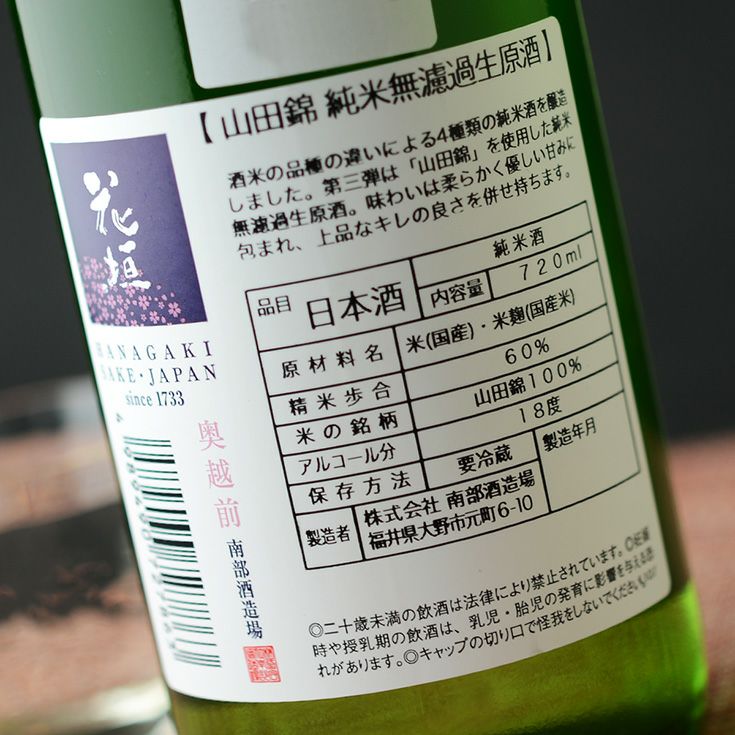 【山田錦 純米無濾過生原酒】
酒米の品種の違いによる4種類の純米酒を醸造
しました。第三弾は「山田錦」を使用した純米
無濾過生原酒。味わいは柔らかく優しい甘みに
包まれ、上品なキレの良さを併せ持ちます。
品目 日本酒 純米酒
内容量 720ml
原材料名 米(国産)・米麹(国産米)
精米歩合 60%
米の銘柄 山田錦100%
アルコール分 18度
保存方法 要冷蔵 製造年月
製造者 株式会社 南部酒造場
福井県大野市元町6-10
◎二十歳未満の飲酒は法律により禁止されています。◎妊娠
時や授乳期の飲酒は、乳児・胎児の発育に影響を与える恐
れがあります。◎キャップの切り口で怪我をしないでください。
花垣
HANAGAKI
SAKE・JAPAN
since 1733
奥越前
南部酒造場